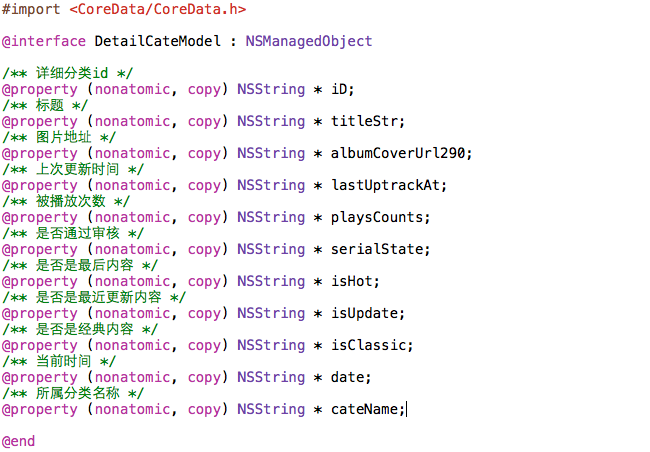 #import <CoreData/CoreData.h>
@interface DetailCateModel : NSManagedObject
/** 详细分类id */
@property (nonatomic, copy) NSString * iD;
/** 标题 */
@property (nonatomic, copy) NSString * titleStr;
/** 图片地址 */
@property (nonatomic, copy) NSString * albumCoverUrl290;
/** 上次更新时间 */
@property (nonatomic, copy) NSString * lastUptrackAt;
/** 被播放次数 */
@property (nonatomic, copy) NSString * playsCounts;
/** 是否通过审核 */
@property (nonatomic, copy) NSString * serialState;
/** 是否是最后内容 */
@property (nonatomic, copy) NSString * isHot;
/** 是否是最近更新内容 */
@property (nonatomic, copy) NSString * isUpdate;
/** 是否是经典内容 */
@property (nonatomic, copy) NSString * isClassic;
/** 当前时间 */
@property (nonatomic, copy) NSString * date;
/** 所属分类名称 */
@property (nonatomic, copy) NSString * cateName;
@end